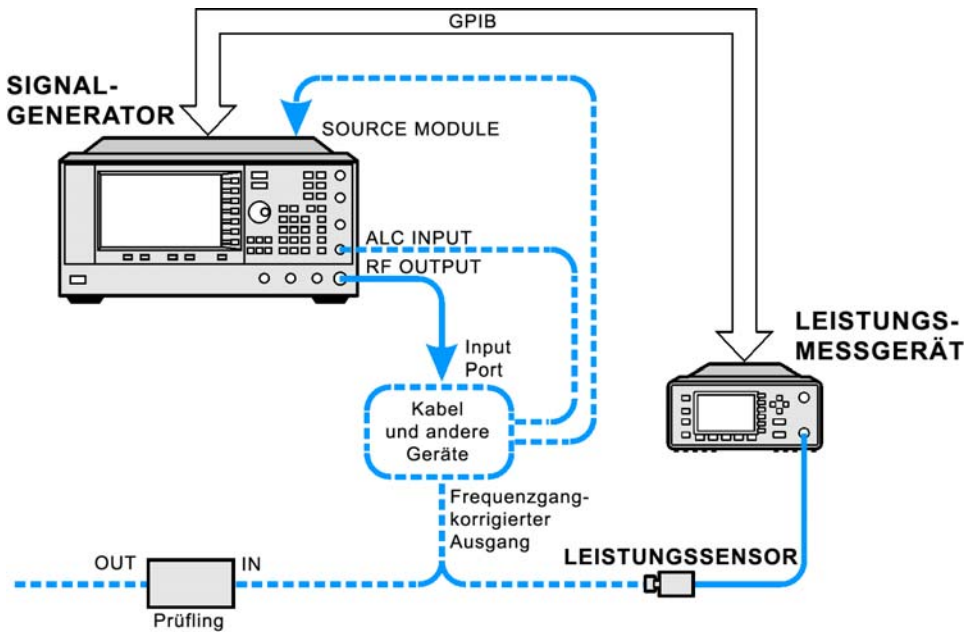 GPIB
SIGNAL-
GENERATOR
SOURCE MODULE
ALC INPUT
RF OUTPUT
LEISTUNGS-
MESSGERÄT
Input
Port
Kabel
und andere
Geräte
Frequenzgang-
korrigierter
Ausgang
LEISTUNGSSENSOR
OUT
IN
Prüfling